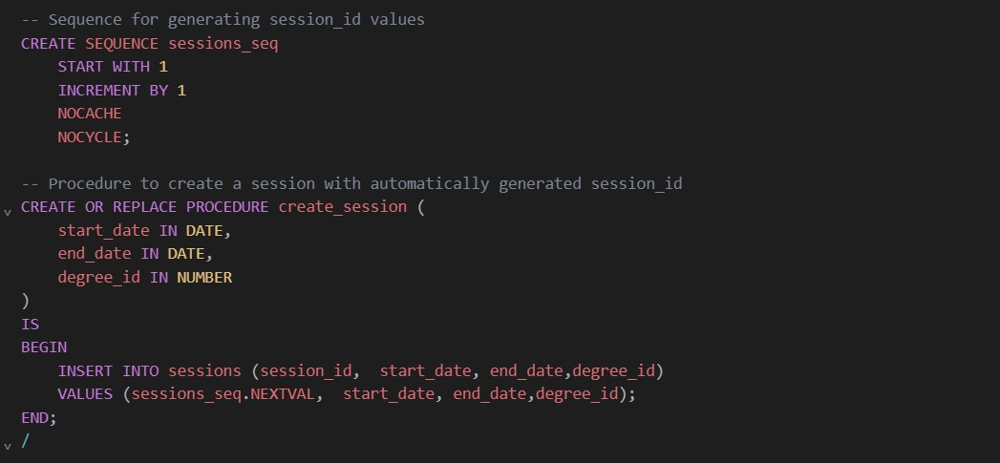 -- Sequence for generating session_id values
CREATE SEQUENCE sessions_seq
    START WITH 1
    INCREMENT BY 1
    NOCACHE
    NOCYCLE;

-- Procedure to create a session with automatically generated session_id
CREATE OR REPLACE PROCEDURE create_session (
    start_date IN DATE,
    end_date IN DATE,
    degree_id IN NUMBER
)
IS
BEGIN
    INSERT INTO sessions (session_id,  start_date, end_date,degree_id)
    VALUES (sessions_seq.NEXTVAL,  start_date, end_date,degree_id);
END;
/